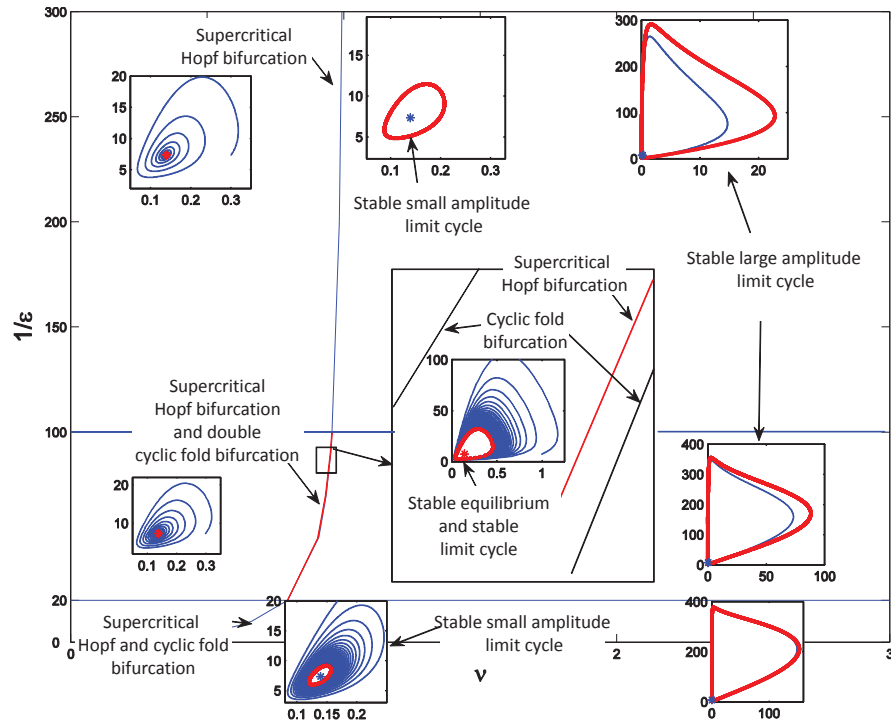 300
250
200
150
100
20
0
1/ε
0
2
3
ν
Supercritical
Hopf bifurcation
20
15
10
5
0.1
0.2
0.3
15
10
5
0.1
0.2
0.3
Stable small amplitude
limit cycle
300
200
100
0
0
10
20
Stable large amplitude
limit cycle
Supercritical
Hopf bifurcation
Cyclic fold
bifurcation
100
50
0
0
0.5
1
Stable equilibrium
and stable
limit cycle
Supercritical
Hopf bifurcation
and double
cyclic fold bifurcation
20
10
0.1
0.2
0.3
400
300
200
100
0
0
50
100
Supercritical
Hopf and cyclic fold
bifurcation
20
15
10
5
0.1
0.15
0.2
Stable small amplitude
limit cycle
400
200
0
0
100